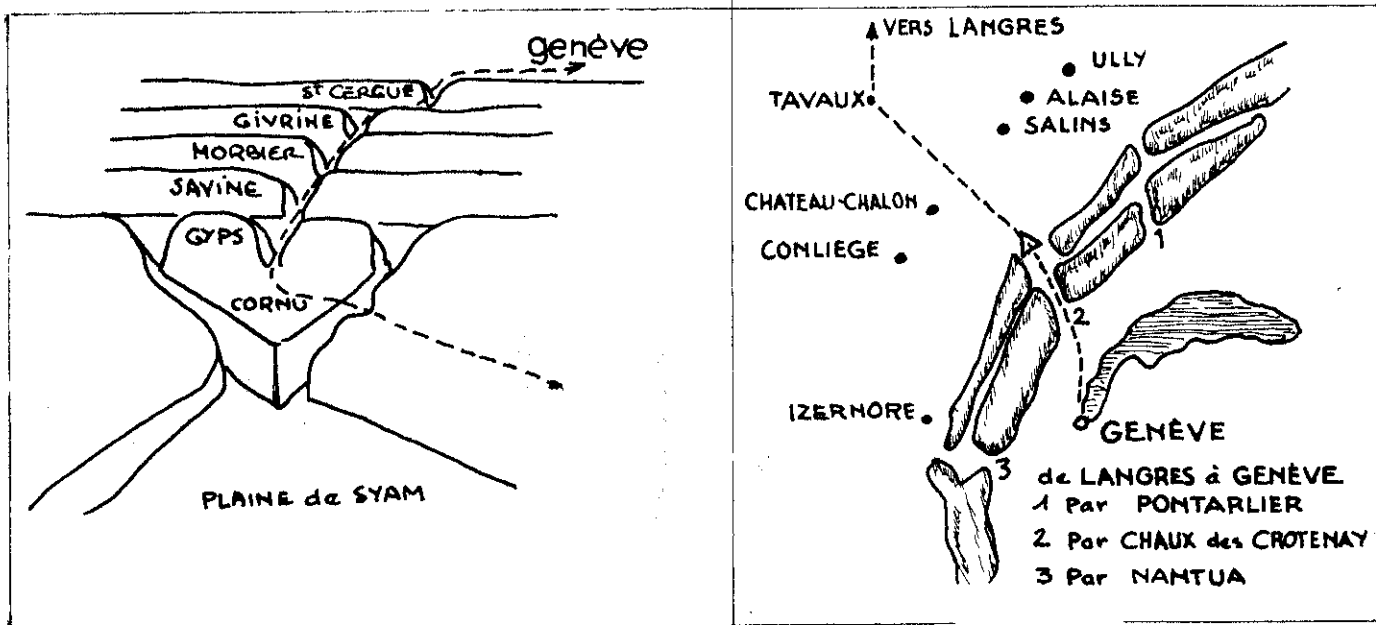 genève
St CERGUE
GIVRINE
MORBIER
SAVINE
GYPS
CORNU
PLAINE de SYAM
VERS LANGRES
ULLY
TAVAUX
ALAISE
SALINS
CHATEAU-CHALON
CONLIEGE
1
2
IZERNORE
GENÈVE
3
de LANGRES à GENÈVE
1 Par PONTARLIER
2 Par CHAUX des CROTENAY
3 Par NANTUA